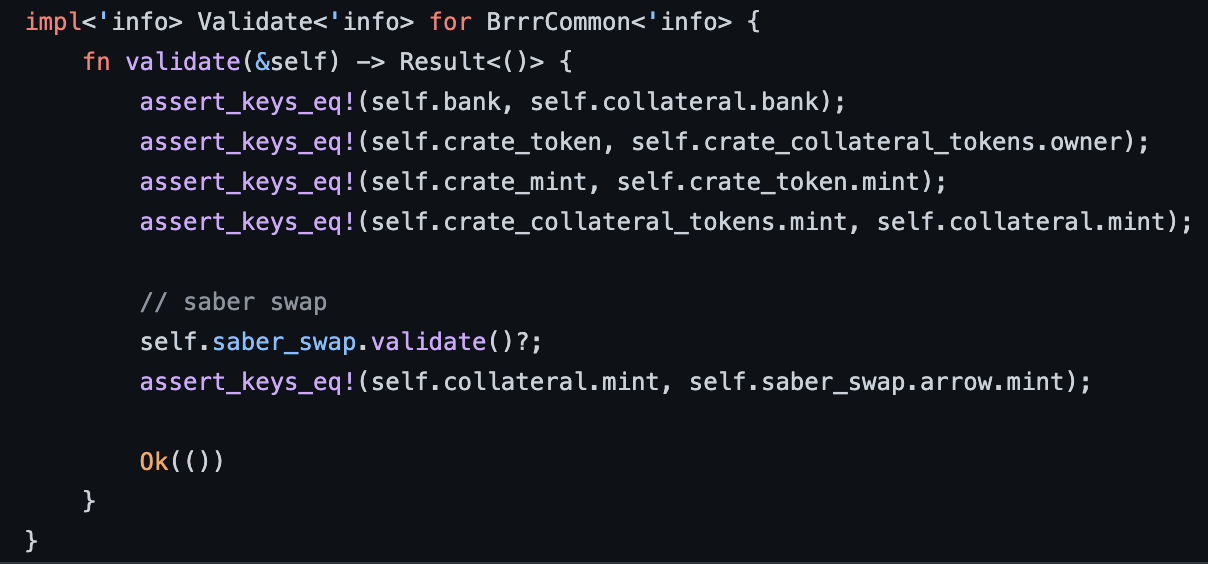 impl<'info> Validate<'info> for BrrrCommon<'info> {
    fn validate(&self) -> Result<()> {
        assert_keys_eq!(self.bank, self.collateral.bank);
        assert_keys_eq!(self.crate_token, self.crate_collateral_tokens.owner);
        assert_keys_eq!(self.crate_mint, self.crate_token.mint);
        assert_keys_eq!(self.crate_collateral_tokens.mint, self.collateral.mint);

        // saber swap
        self.saber_swap.validate()?;
        assert_keys_eq!(self.collateral.mint, self.saber_swap.arrow.mint);

        Ok(())
    }
}